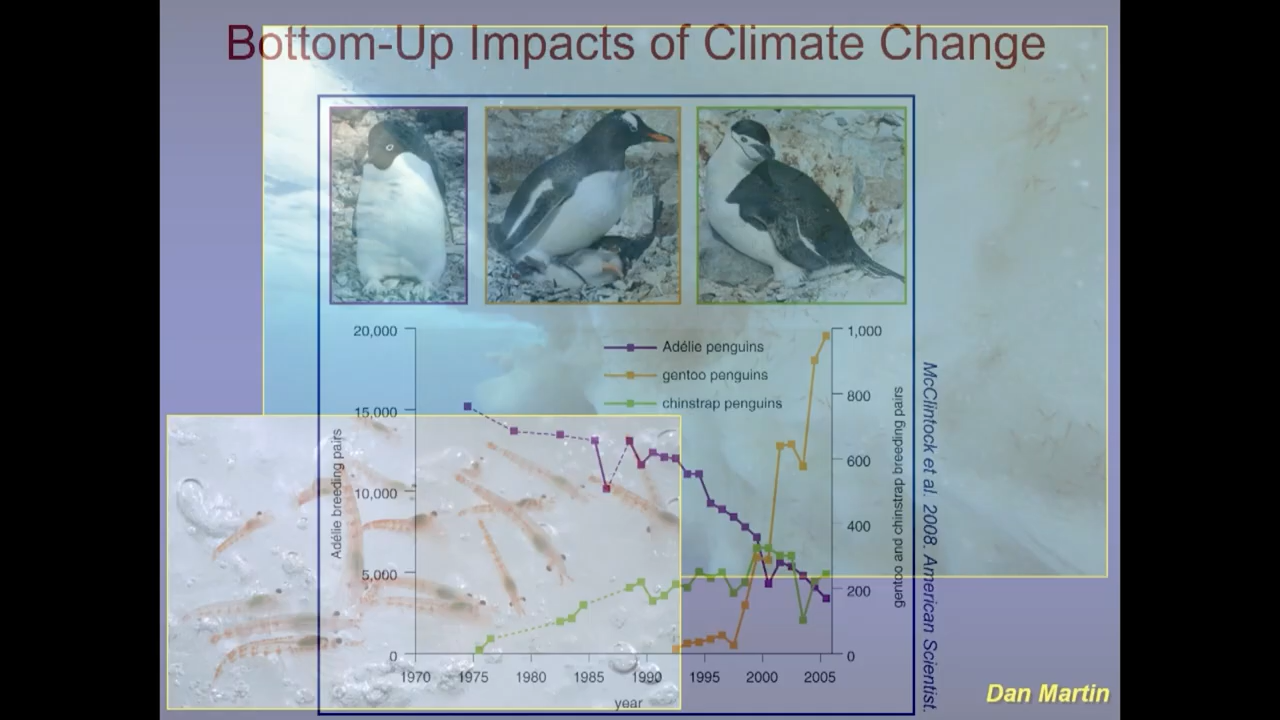 Bottom-Up Impacts of Climate Change
20,000
15,000
10,000
5,000
0
Adélie breeding pairs
Adélie penguins
gentoo penguins
chinstrap penguins
1,000
800
600
400
200
0
gentoo and chinstrap breeding pairs
1970 1975 1980 1985 1990 1995 2000 2005
year
McClintock et al. 2008. American Scientist.
Dan Martin